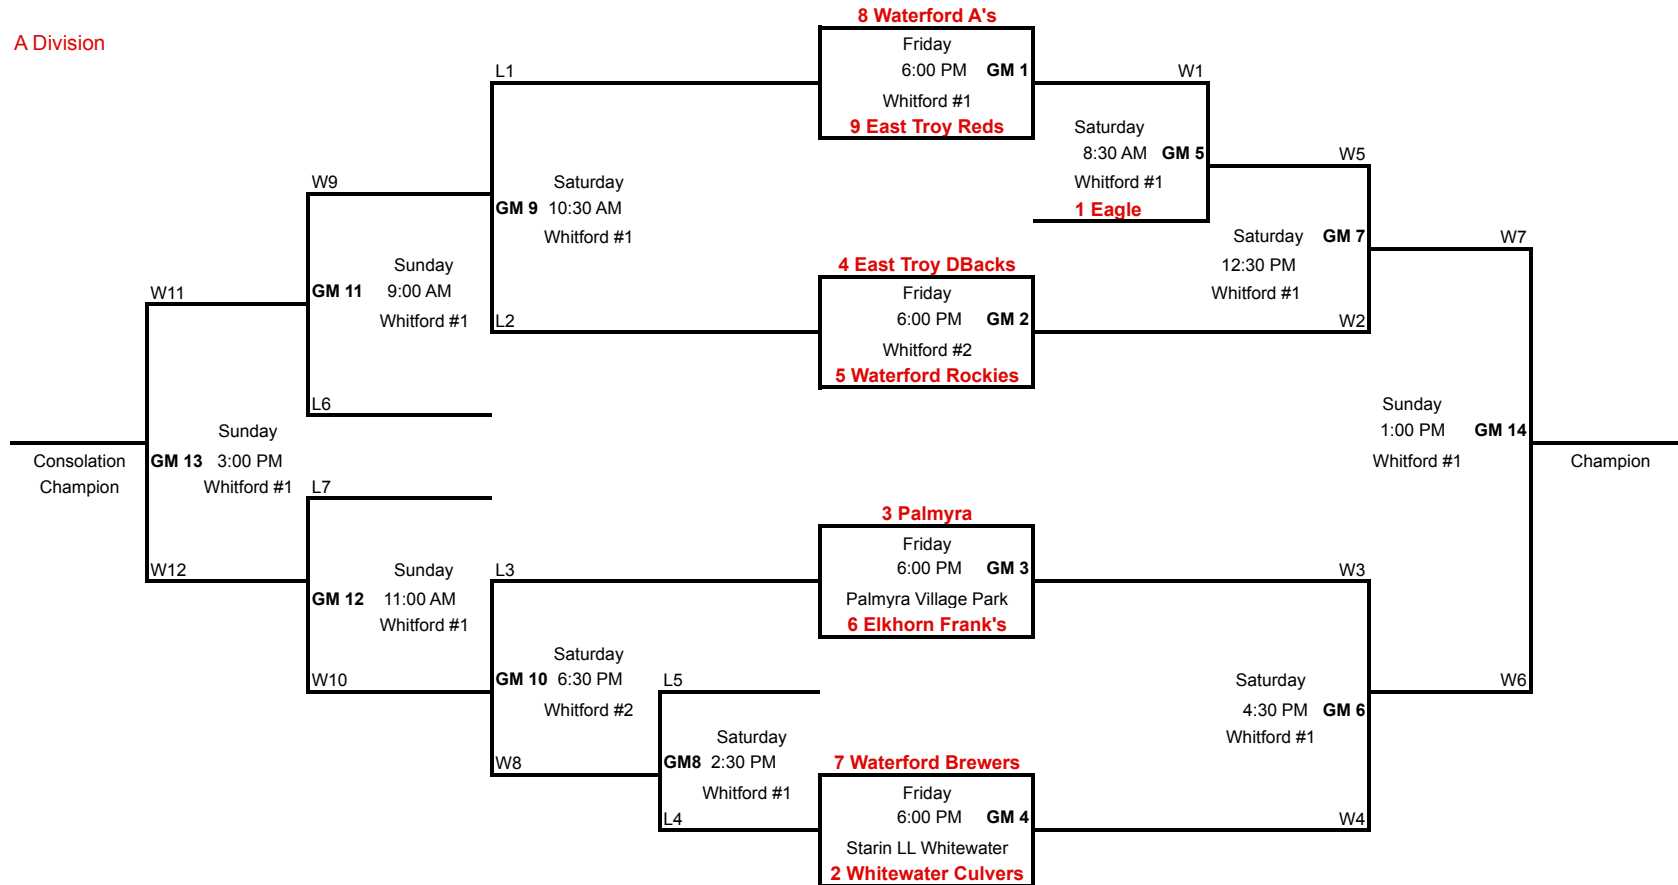 A Division
8 Waterford A's
Friday
6:00 PM GM 1
Whitford #1
9 East Troy Reds
L1
W1
Saturday
8:30 AM GM 5
Whitford #1
1 Eagle
W5
W9
Saturday
GM 9 10:30 AM
Whitford #1
4 East Troy DBacks
Friday
6:00 PM GM 2
Whitford #2
5 Waterford Rockies
Saturday GM 7
12:30 PM
Whitford #1
W7
Sunday
GM 11 9:00 AM
Whitford #1
W11
L2
W2
L6
Sunday
GM 13 3:00 PM
Whitford #1
Consolation
Champion
Sunday
1:00 PM GM 14
Whitford #1
Champion
L7
3 Palmyra
Friday
6:00 PM GM 3
Palmyra Village Park
6 Elkhorn Frank's
W12
Sunday
GM 12 11:00 AM
Whitford #1
L3
W3
Saturday
GM 10 6:30 PM
Whitford #2
W10
L5
Saturday
4:30 PM GM 6
Whitford #1
W6
W8
Saturday
GM8 2:30 PM
Whitford #1
L4
7 Waterford Brewers
Friday
6:00 PM GM 4
Starin LL Whitewater
2 Whitewater Culvers
W4